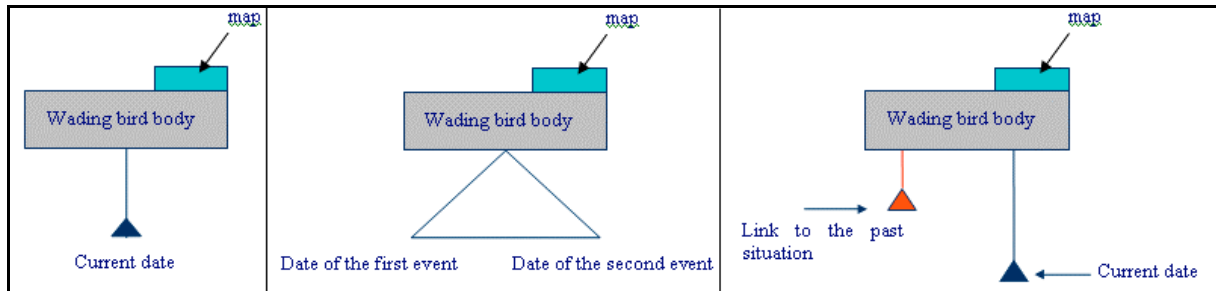 map
Wading bird body
Current date
map
Wading bird body
Date of the first event
Date of the second event
map
Wading bird body
Link to the past
situation
Current date